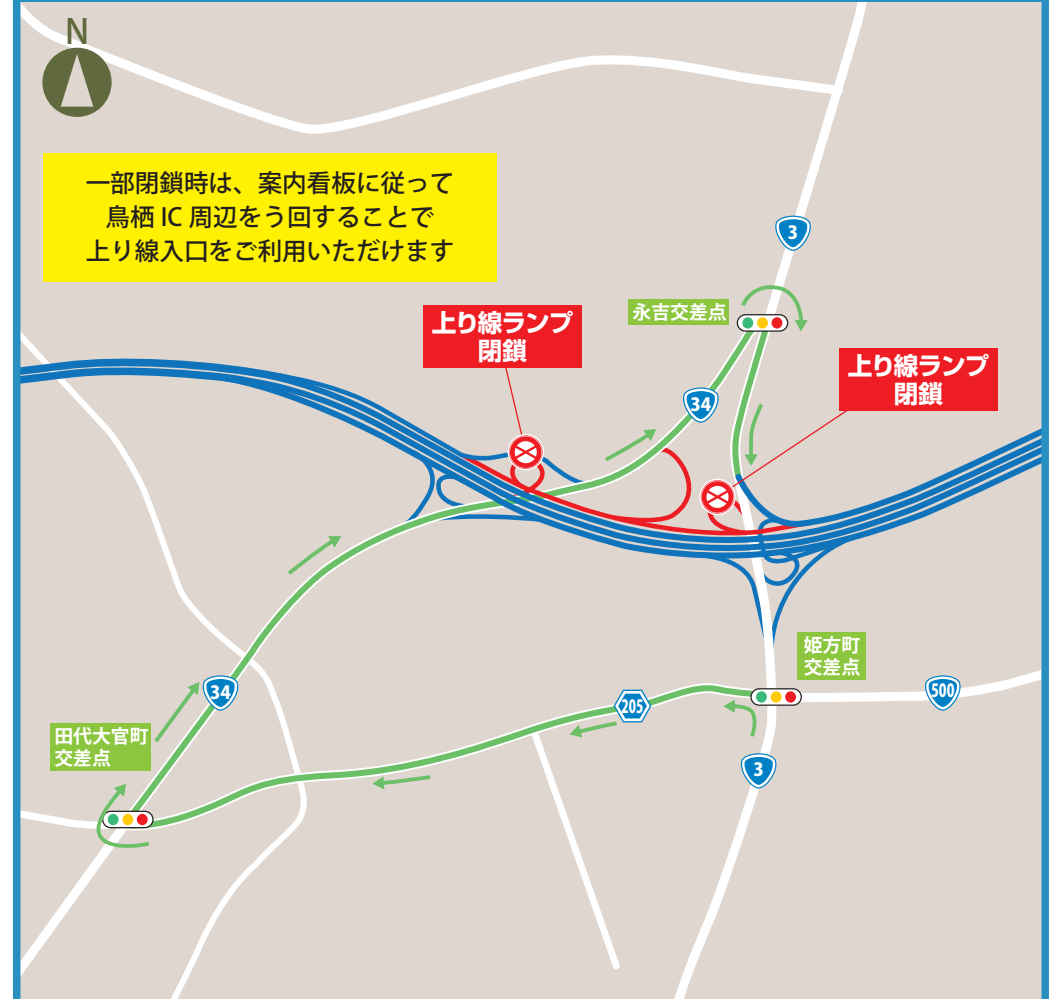 N
一部閉鎖時は、案内看板に従って
鳥栖 IC 周辺をう回することで
上り線入口をご利用いただけます
3
永吉交差点
上り線ランプ
閉鎖
上り線ランプ
閉鎖
34
姫方町
交差点
34
205
500
田代大官町
交差点
3